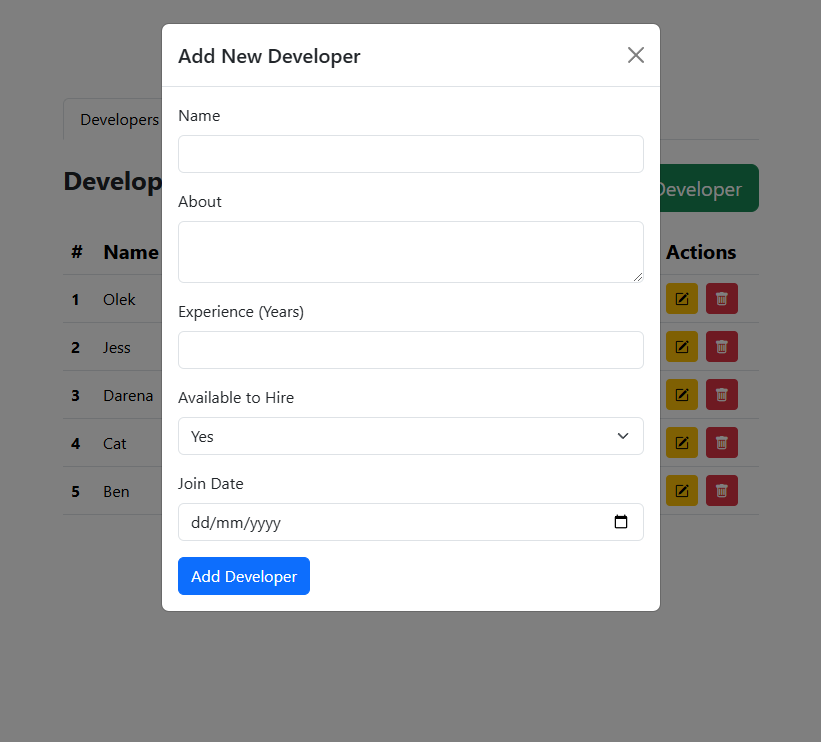 Add New Developer
Name
Developers
About
Developer
#
Name
Actions
1
Olek
2
Jess
Experience (Years)
3
Darena
Available to Hire
Yes
4
Cat
5
Ben
Join Date
dd/mm/yyyy
Add Developer